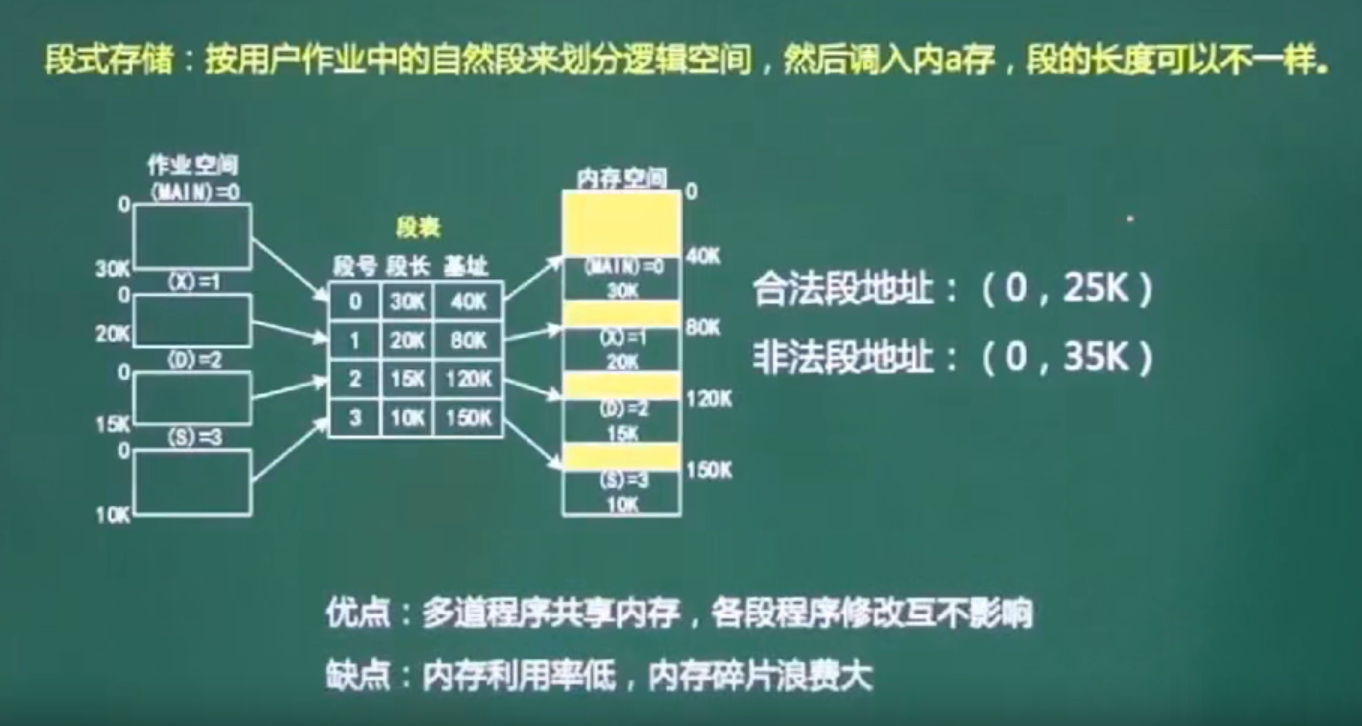 段式存储：按用户作业中的自然段来划分逻辑空间，然后调入内a存，段的长度可以不一样。
作业空间
(MAIN)=0
0
30K
(X)=1
0
20K
(D)=2
0
15K
(S)=3
0
10K
段表
段号 段长 基址
0 30K 40K
1 20K 80K
2 15K 120K
3 10K 150K
内存空间
0
40K
(MAIN)=0
30K
80K
(X)=1
20K
120K
(D)=2
15K
150K
(S)=3
10K
合法段地址：（0，25K）
非法段地址：（0，35K）
优点：多道程序共享内存，各段程序修改互不影响
缺点：内存利用率低，内存碎片浪费大